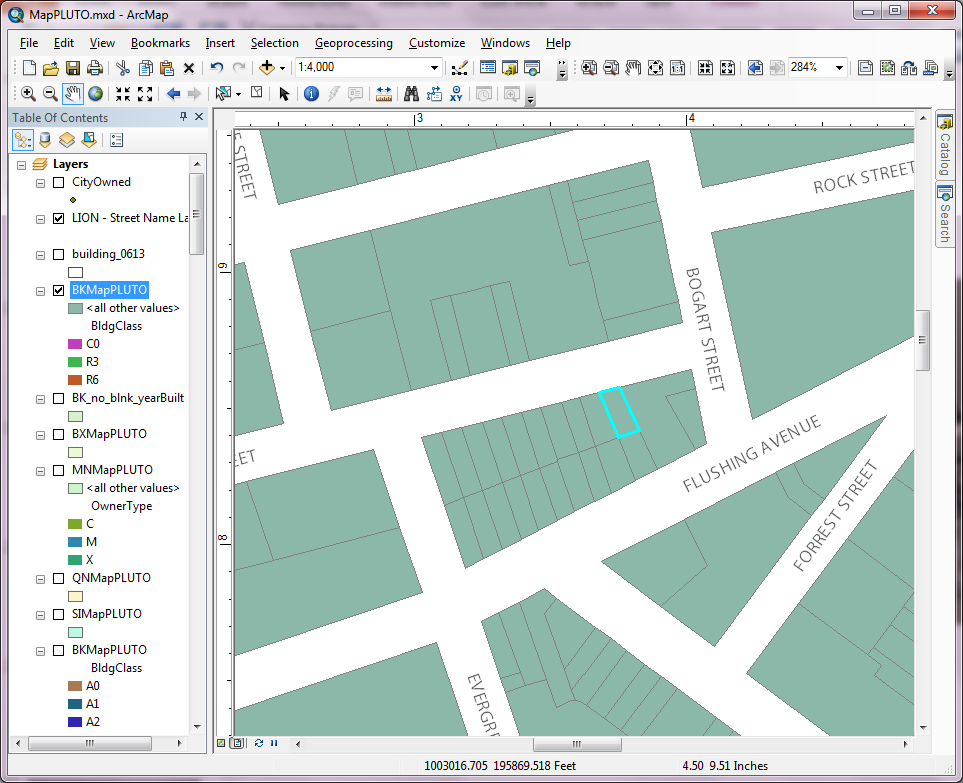 MapPLUTO.mxd - ArcMap
File Edit View Bookmarks Insert Selection Geoprocessing Customize Windows Help
1:4,000
284%
Table Of Contents
Layers
CityOwned
LION - Street Name La
building_0613
BKMapPLUTO
<all other values>
BldgClass
C0
R3
R6
BK_no_blnk_yearBuilt
BXMapPLUTO
MNMapPLUTO
<all other values>
OwnerType
C
M
X
QNMapPLUTO
SIMapPLUTO
BKMapPLUTO
BldgClass
A0
A1
A2
3
4
9
8
STREET
ROCK STREET
BOGART STREET
EET
FLUSHING AVENUE
FORREST STREET
EVERGR
Catalog
Search
1003016.705 195869.518 Feet
4.50 9.51 Inches